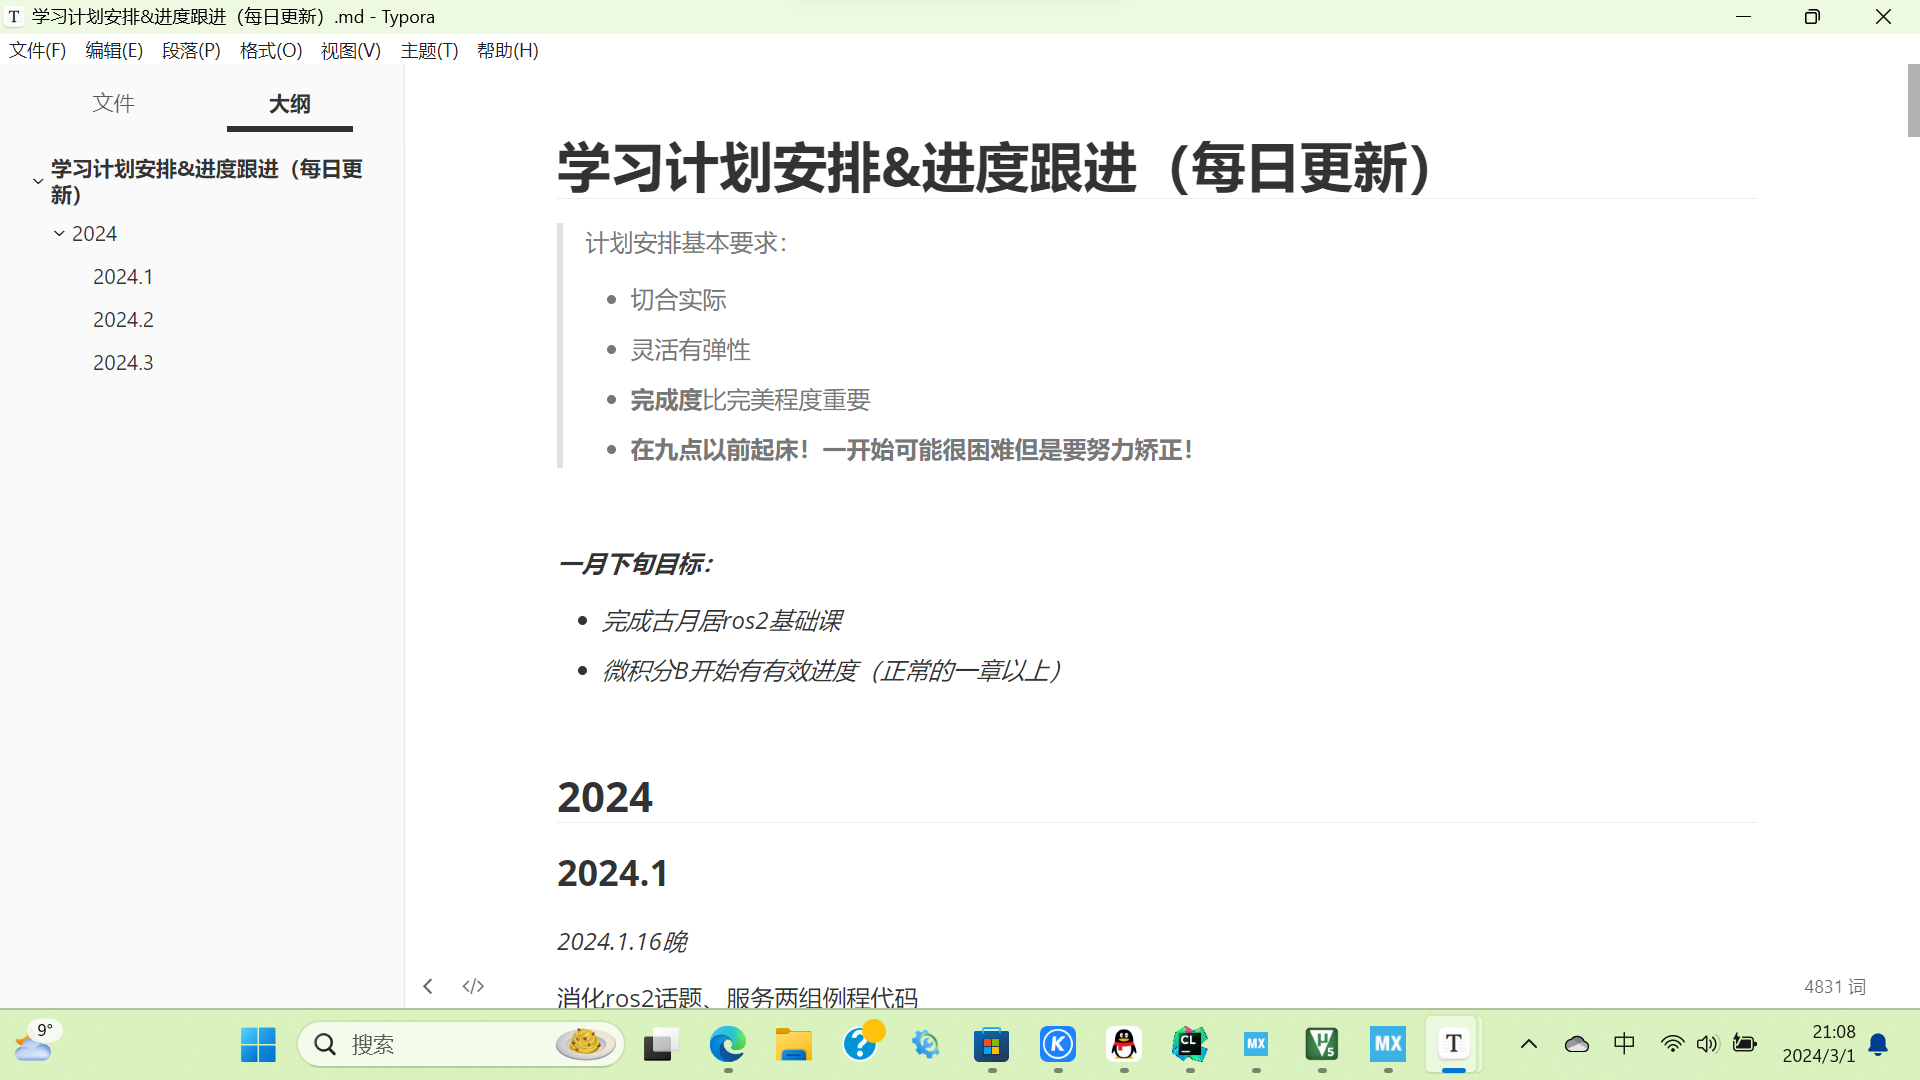 学习计划安排&进度跟进（每日更新）.md - Typora
文件(F) 编辑(E) 段落(P) 格式(O) 视图(V) 主题(T) 帮助(H)
文件 大纲
学习计划安排&进度跟进（每日更
新）
2024
2024.1
2024.2
2024.3
学习计划安排&进度跟进（每日更新）
计划安排基本要求：
切合实际
灵活有弹性
完成度比完美程度重要
在九点以前起床！一开始可能很困难但是要努力矫正！
一月下旬目标：
完成古月居ros2基础课
微积分B开始有有效进度（正常的一章以上）
2024
2024.1
2024.1.16晚
消化ros2话题、服务两组例程代码
4831 词
9°
搜索
中
21:08
2024/3/1